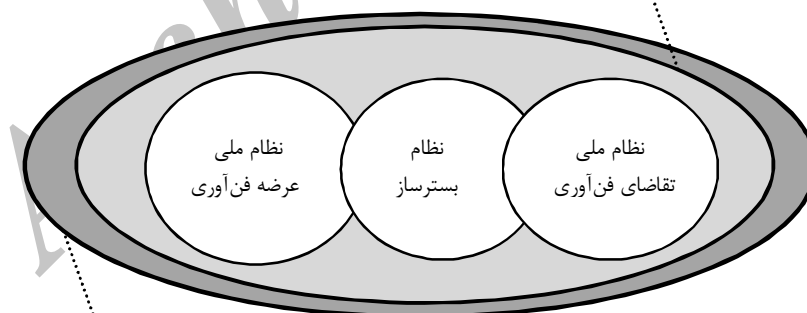 نظام ملی
تقاضای فن‌آوری
نظام
بسترساز
نظام ملی
عرضه فن‌آوری